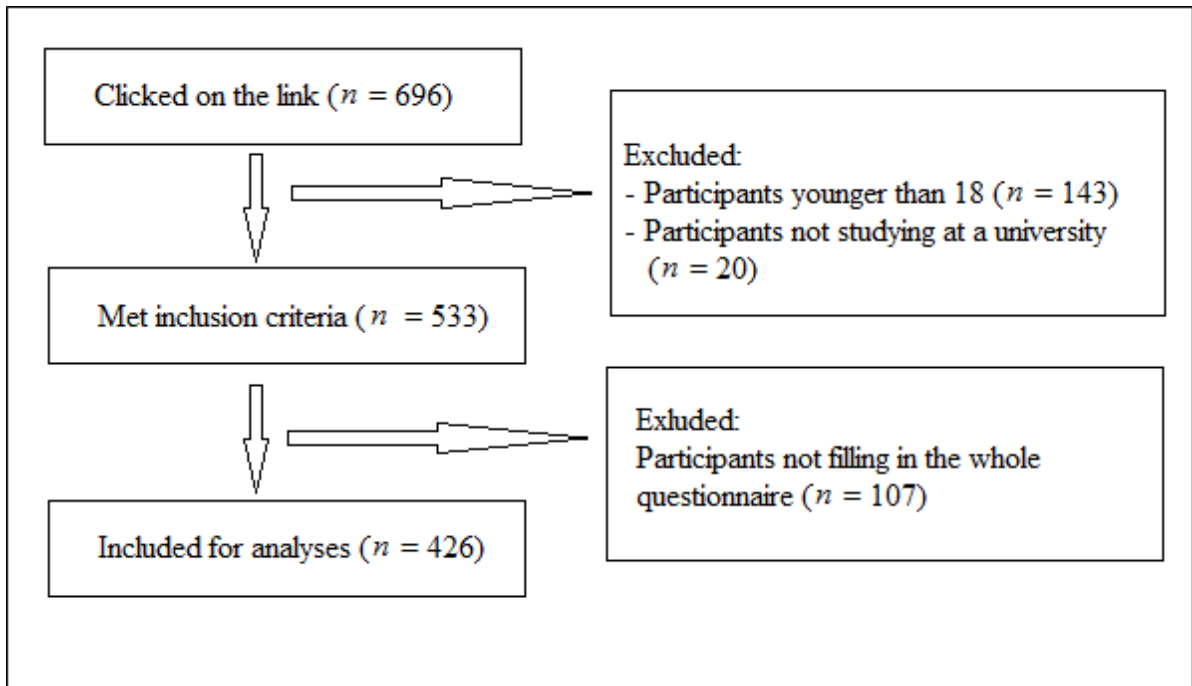 Clicked on the link (n = 696)
Excluded:
- Participants younger than 18 (n = 143)
- Participants not studying at a university
(n = 20)
Met inclusion criteria (n = 533)
Exluded:
Participants not filling in the whole
questionnaire (n = 107)
Included for analyses (n = 426)